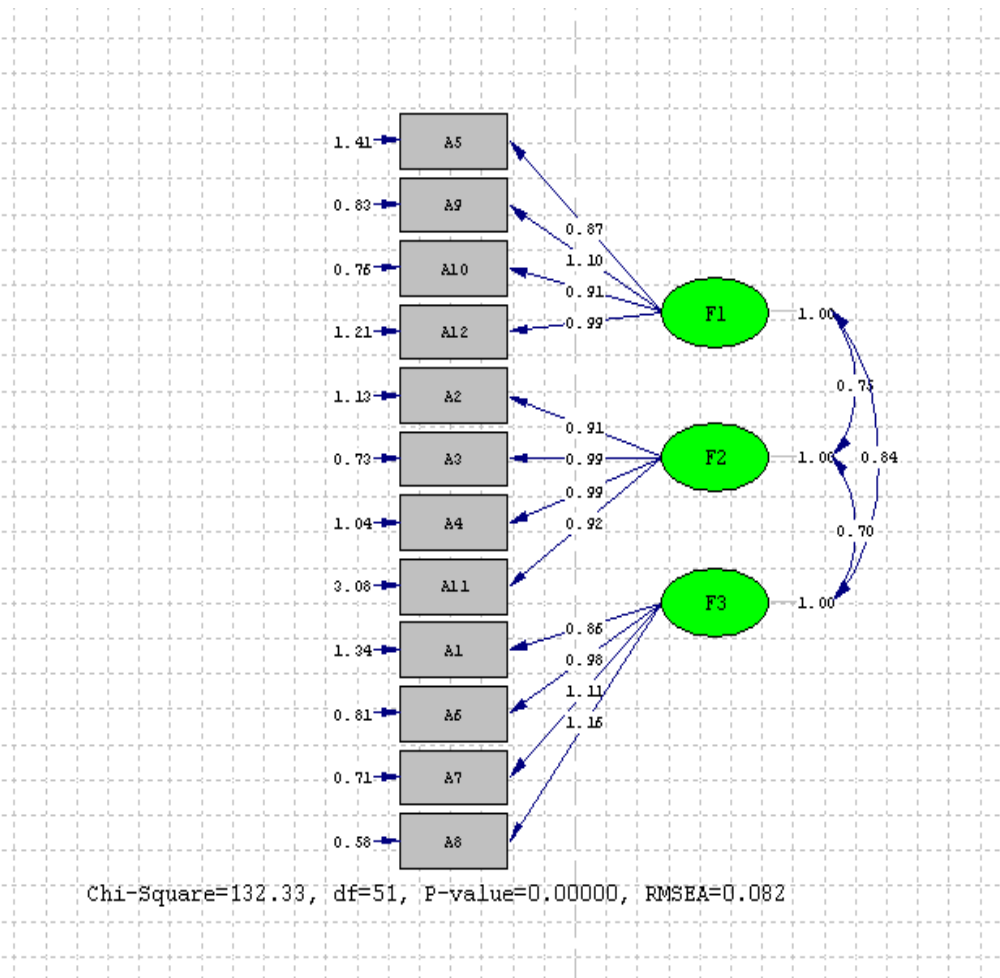 1.41 A5
0.87
0.83 A9
1.10
0.76 A10
0.91
F1 1.00
1.21 A12
0.99
0.75
1.13 A2
0.91
0.73 A3
0.99
F2 1.00
0.84
0.99
1.04 A4
0.92
0.70
3.08 A11
F3 1.00
0.86
1.34 A1
0.98
1.11
0.81 A6
1.16
0.71 A7
0.58 A8
Chi-Square=132.33, df=51, P-value=0.00000, RMSEA=0.082